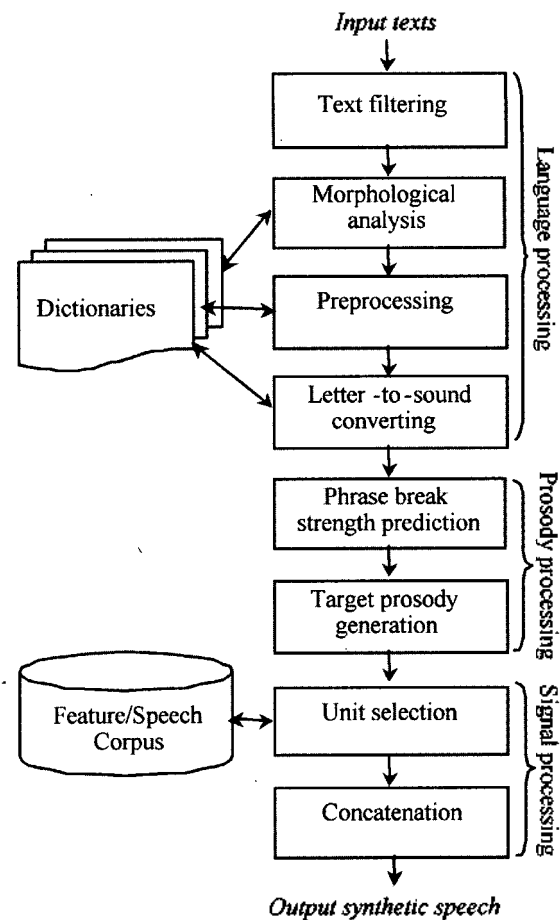 Input texts
Text filtering
Morphological
analysis
Dictionaries
Preprocessing
Letter -to-sound
converting
Language processing
Phrase break
strength prediction
Target prosody
generation
Prosody processing
Feature/Speech
Corpus
Unit selection
Concatenation
Signal processing
Output synthetic speech